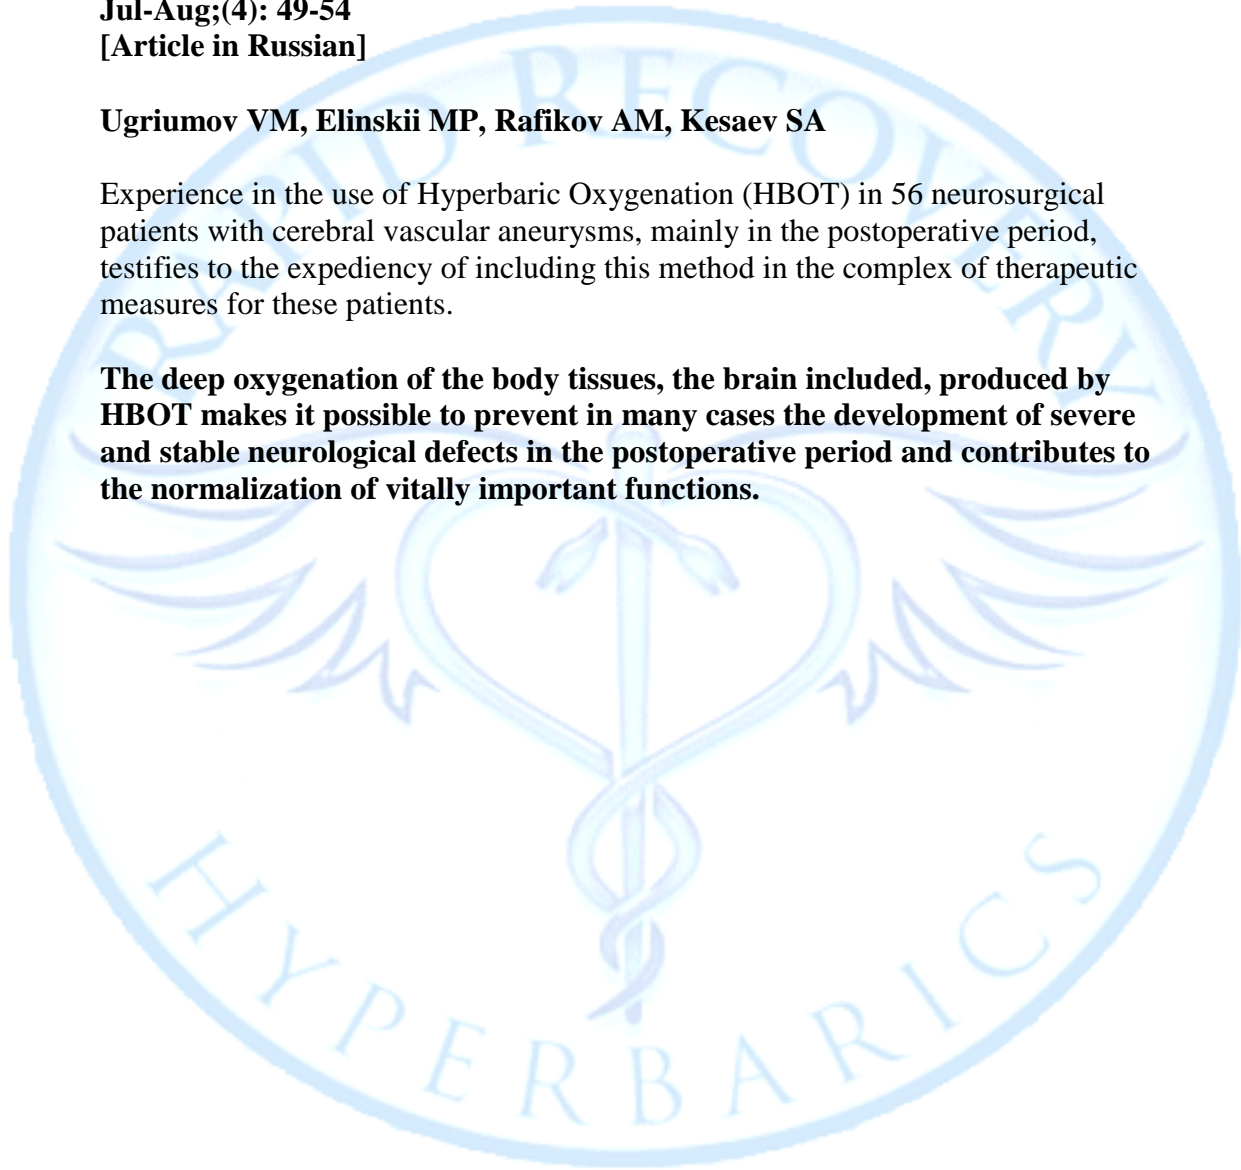 Jul-Aug;(4): 49-54
[Article in Russian]
Ugriumov VM, Elinskii MP, Rafikov AM, Kesaev SA
Experience in the use of Hyperbaric Oxygenation (HBOT) in 56 neurosurgical
patients with cerebral vascular aneurysms, mainly in the postoperative period,
testifies to the expediency of including this method in the complex of therapeutic
measures for these patients.
The deep oxygenation of the body tissues, the brain included, produced by
HBOT makes it possible to prevent in many cases the development of severe
and stable neurological defects in the postoperative period and contributes to
the normalization of vitally important functions.
RAPID RECOVERY
HYPERBARICS